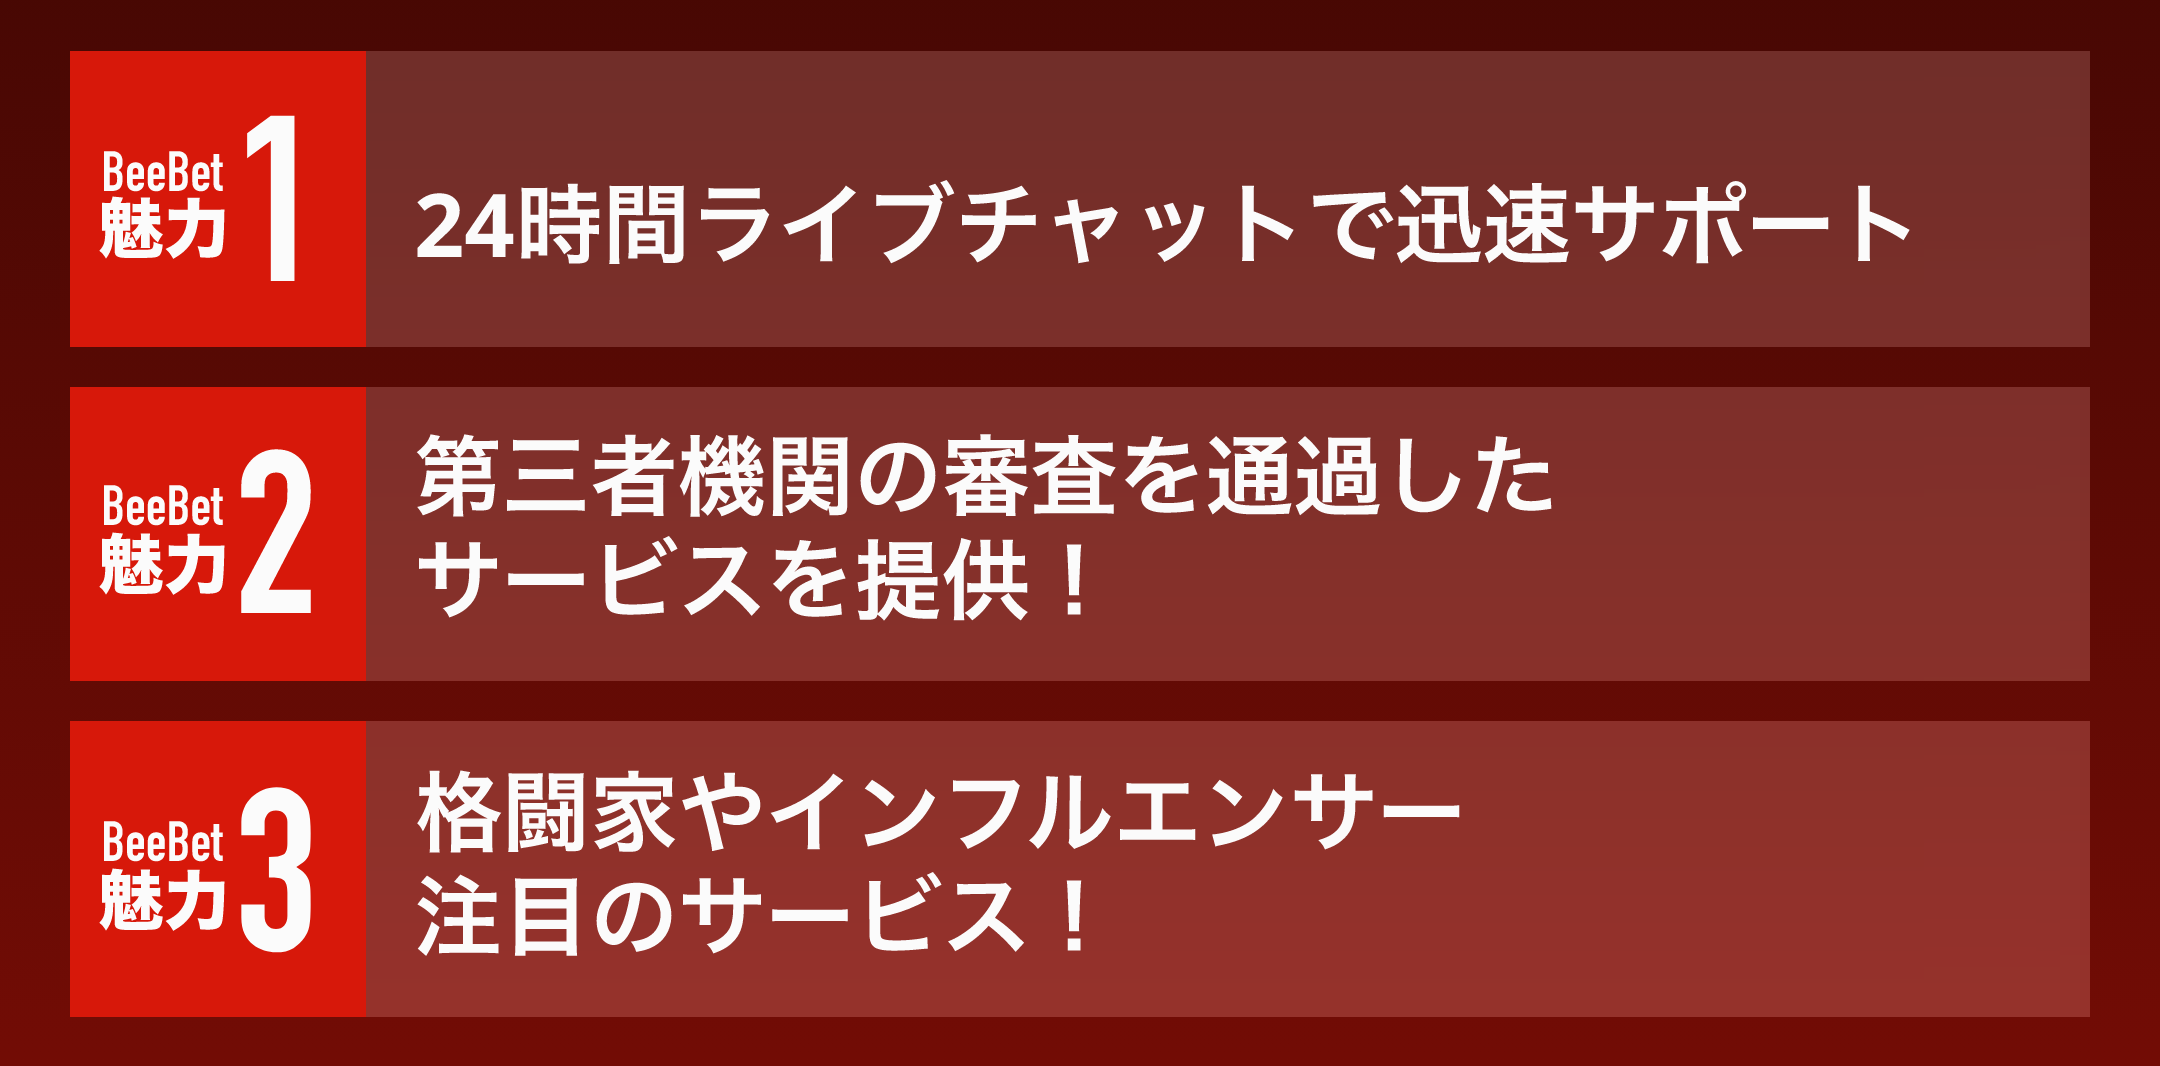 BeeBet
魅力
1
24時間ライブチャットで迅速サポート
BeeBet
魅力
2
第三者機関の審査を通過した
サービスを提供！
BeeBet
魅力
3
格闘家やインフルエンサー
注目のサービス！